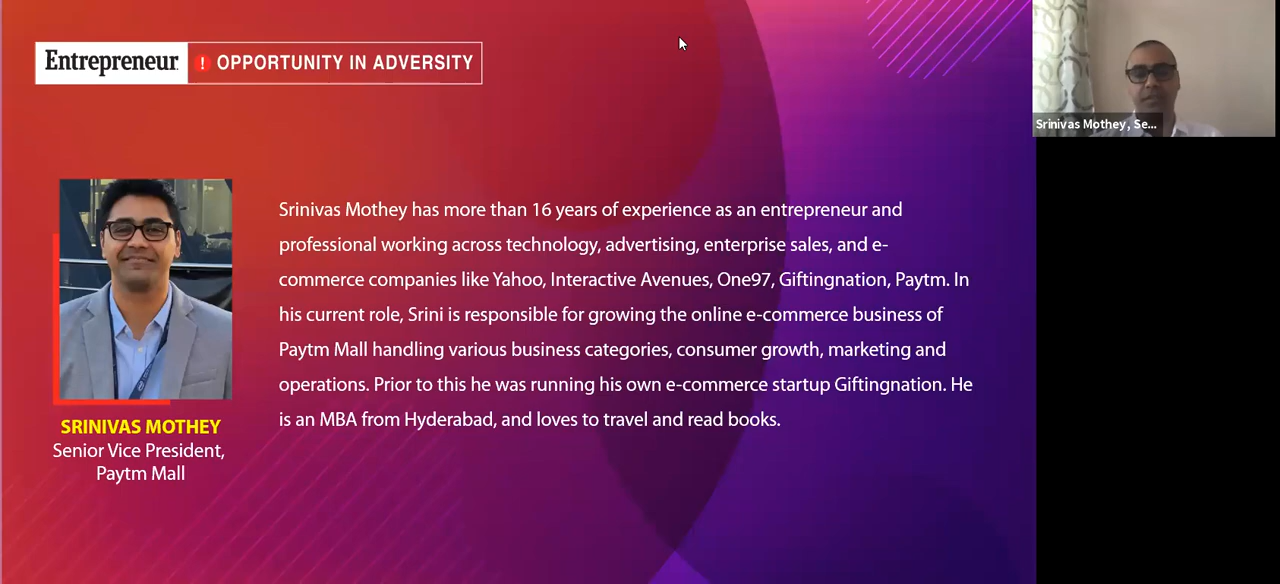 Entrepreneur
! OPPORTUNITY IN ADVERSITY
Srinivas Mothey, Se...
Srinivas Mothey has more than 16 years of experience as an entrepreneur and
professional working across technology, advertising, enterprise sales, and e-
commerce companies like Yahoo, Interactive Avenues, One97, Giftingnation, Paytm. In
his current role, Srini is responsible for growing the online e-commerce business of
Paytm Mall handling various business categories, consumer growth, marketing and
operations. Prior to this he was running his own e-commerce startup Giftingnation. He
is an MBA from Hyderabad, and loves to travel and read books.
SRINIVAS MOTHEY
Senior Vice President,
Paytm Mall